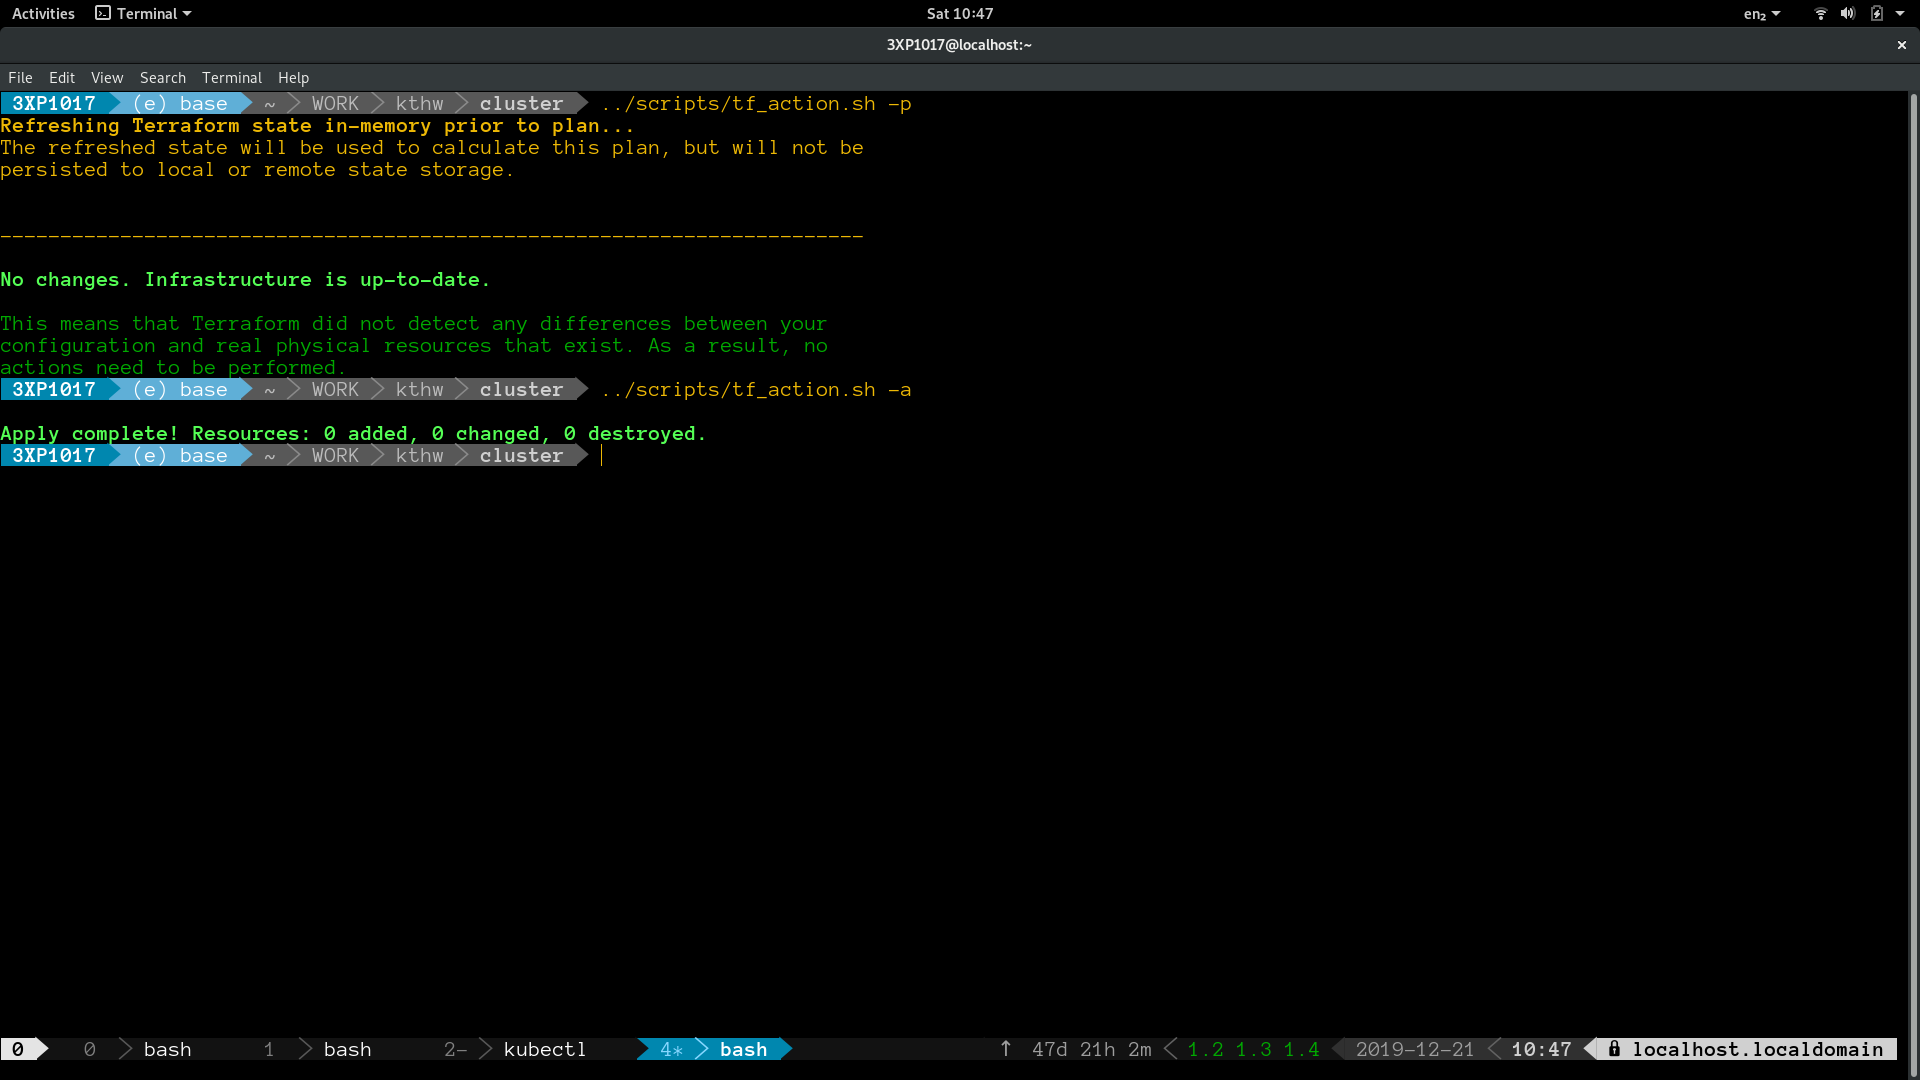 Activities Terminal Sat 10:47 en₂
3XP1017@localhost:~ ×
File Edit View Search Terminal Help
3XP1017 (e) base ~ WORK kthw cluster ../scripts/tf_action.sh -p
Refreshing Terraform state in-memory prior to plan...
The refreshed state will be used to calculate this plan, but will not be
persisted to local or remote state storage.
------------------------------------------------------------------------
No changes. Infrastructure is up-to-date.
This means that Terraform did not detect any differences between your
configuration and real physical resources that exist. As a result, no
actions need to be performed.
3XP1017 (e) base ~ WORK kthw cluster ../scripts/tf_action.sh -a
Apply complete! Resources: 0 added, 0 changed, 0 destroyed.
3XP1017 (e) base ~ WORK kthw cluster
0 0 bash 1 bash 2- kubectl 4* bash ↑ 47d 21h 2m 1.2 1.3 1.4 2019-12-21 10:47 localhost.localdomain